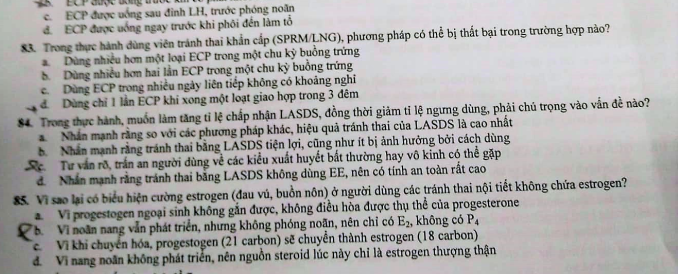 b. ECP được uống trước khi
c. ECP được uống sau đỉnh LH, trước phóng noãn
d. ECP được uống ngay trước khi phôi đến làm tổ
83. Trong thực hành dùng viên tránh thai khẩn cấp (SPRM/LNG), phương pháp có thể bị thất bại trong trường hợp nào?
a. Dùng nhiều hơn một loại ECP trong một chu kỳ buồng trứng
b. Dùng nhiều hơn hai lần ECP trong một chu kỳ buồng trứng
c. Dùng ECP trong nhiều ngày liên tiếp không có khoảng nghỉ
d. Dùng chỉ 1 lần ECP khi xong một loạt giao hợp trong 3 đêm
84. Trong thực hành, muốn làm tăng tỉ lệ chấp nhận LASDS, đồng thời giảm tỉ lệ ngưng dùng, phải chú trọng vào vấn đề nào?
a. Nhấn mạnh rằng so với các phương pháp khác, hiệu quả tránh thai của LASDS là cao nhất
b. Nhấn mạnh rằng tránh thai bằng LASDS tiện lợi, cũng như ít bị ảnh hưởng bởi cách dùng
c. Tư vấn rõ, trấn an người dùng về các kiểu xuất huyết bất thường hay vô kinh có thể gặp
d. Nhấn mạnh rằng tránh thai bằng LASDS không dùng EE, nên có tính an toàn rất cao
85. Vì sao lại có biểu hiện cường estrogen (đau vú, buồn nôn) ở người dùng các tránh thai nội tiết không chứa estrogen?
a. Vì progestogen ngoại sinh không gắn được, không điều hòa được thụ thể của progesterone
b. Vì noãn nang vẫn phát triển, nhưng không phóng noãn, nên chỉ có E₂, không có P₄
c. Vì khi chuyển hóa, progestogen (21 carbon) sẽ chuyển thành estrogen (18 carbon)
d. Vì nang noãn không phát triển, nên nguồn steroid lúc này chỉ là estrogen thượng thận